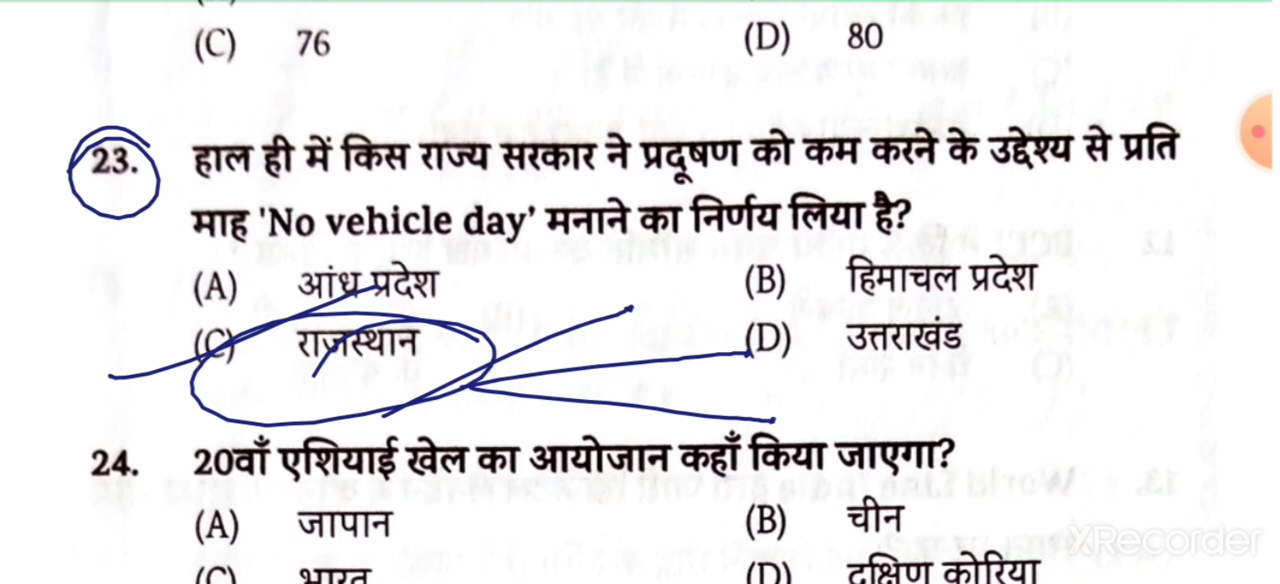 (C) 76 (D) 80
23. हाल ही में किस राज्य सरकार ने प्रदूषण को कम करने के उद्देश्य से प्रति
माह 'No vehicle day' मनाने का निर्णय लिया है?
(A) आंध्र प्रदेश (B) हिमाचल प्रदेश
(C) राजस्थान (D) उत्तराखंड
24. 20वाँ एशियाई खेल का आयोजान कहाँ किया जाएगा?
(A) जापान (B) चीन
(C) भारत (D) दक्षिण कोरिया
XRecorder